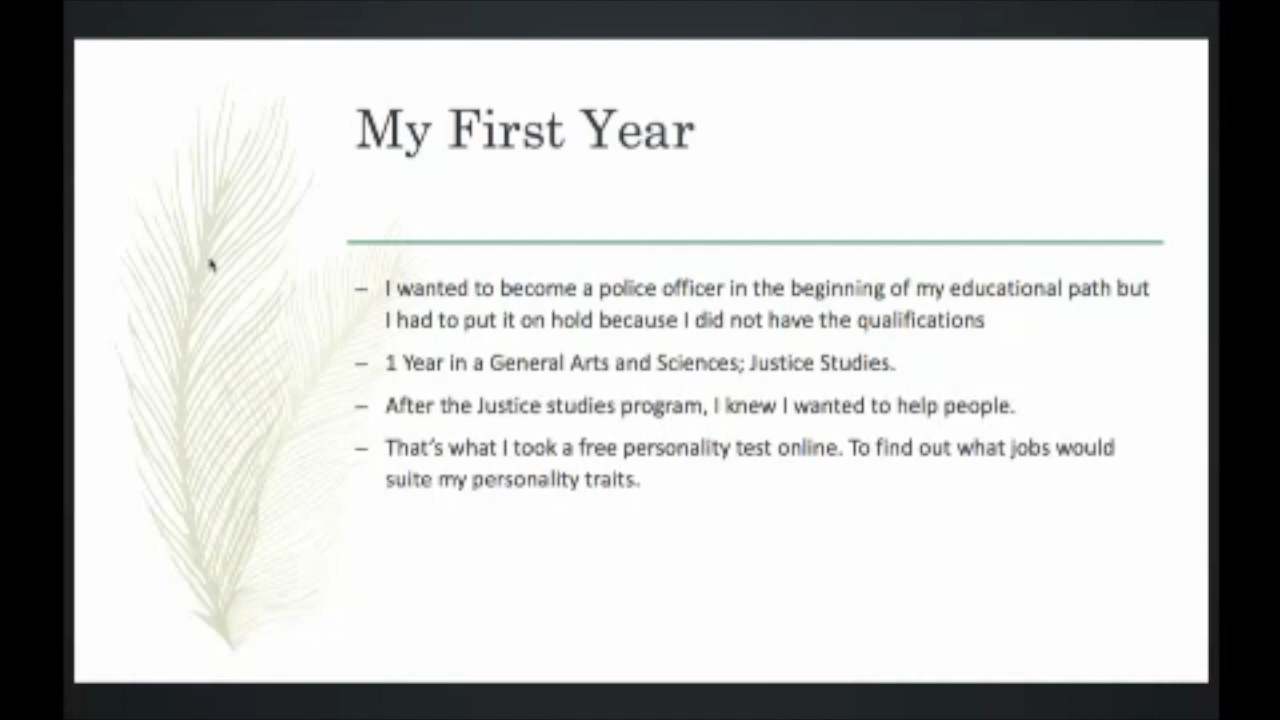 My First Year
– I wanted to become a police officer in the beginning of my educational path but
I had to put it on hold because I did not have the qualifications
– 1 Year in a General Arts and Sciences; Justice Studies.
– After the Justice studies program, I knew I wanted to help people.
– That's what I took a free personality test online. To find out what jobs would
suite my personality traits.